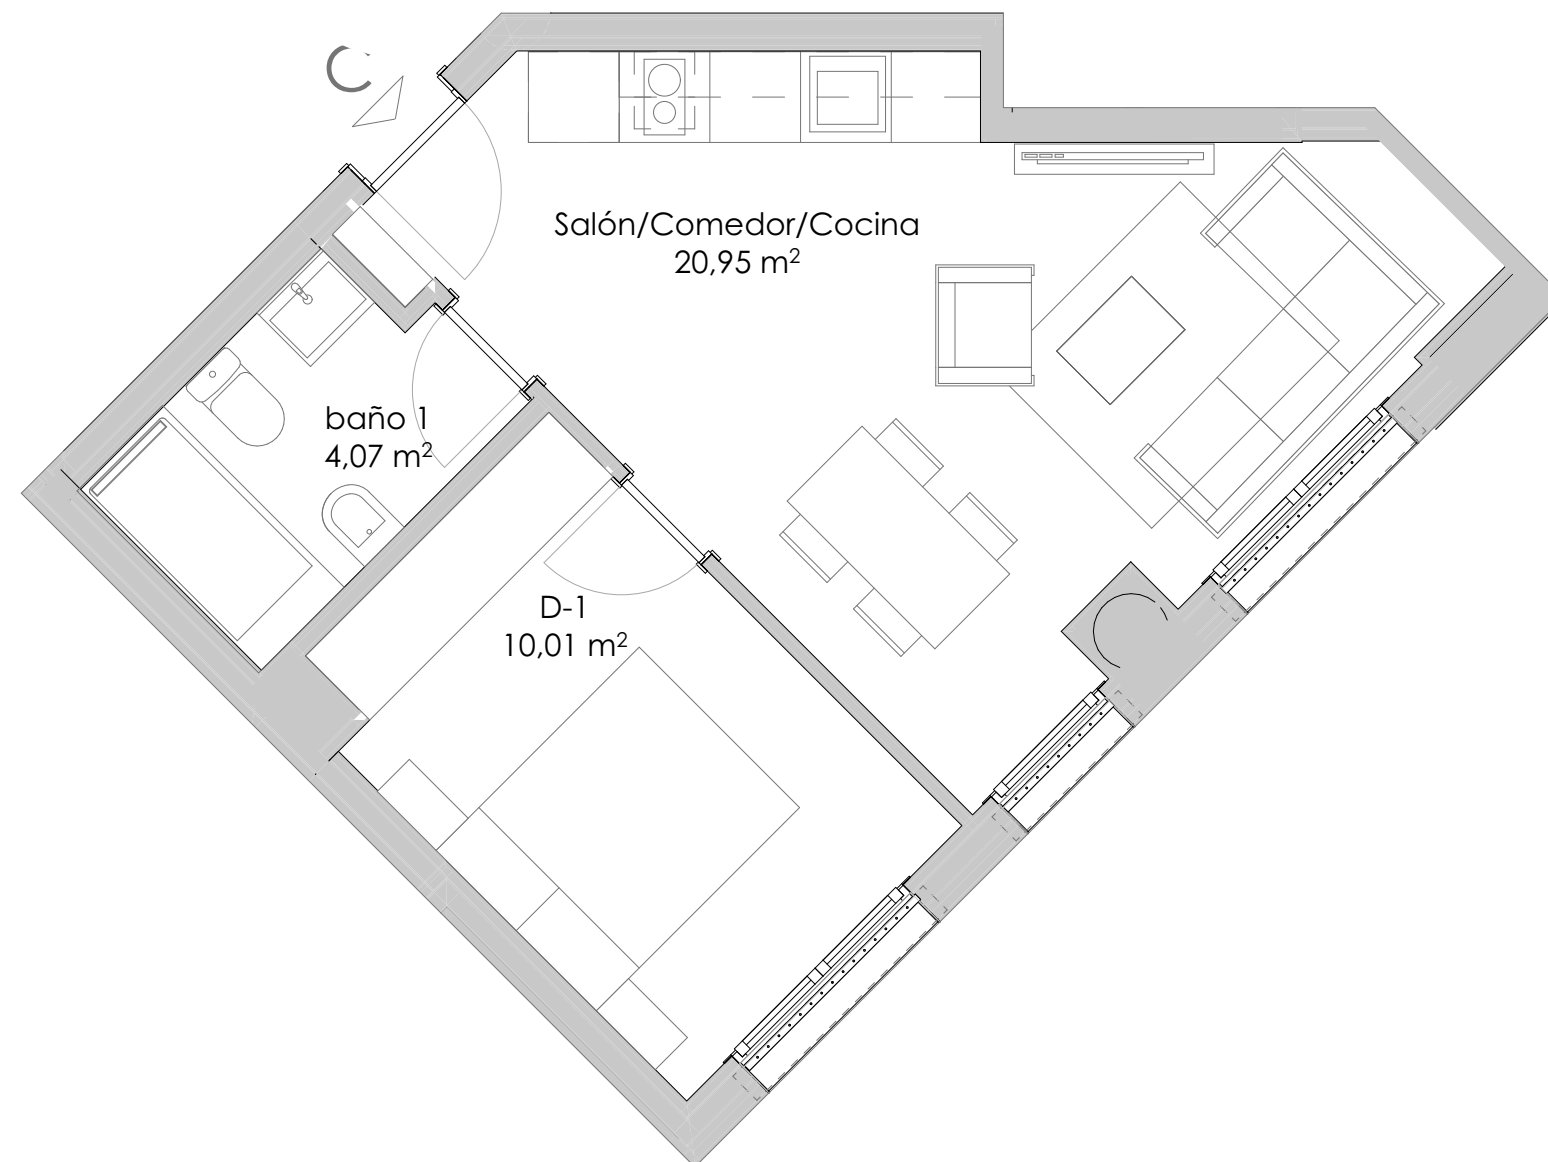 C
Salón/Comedor/Cocina
20,95 m²
baño 1
4,07 m²
D-1
10,01 m²